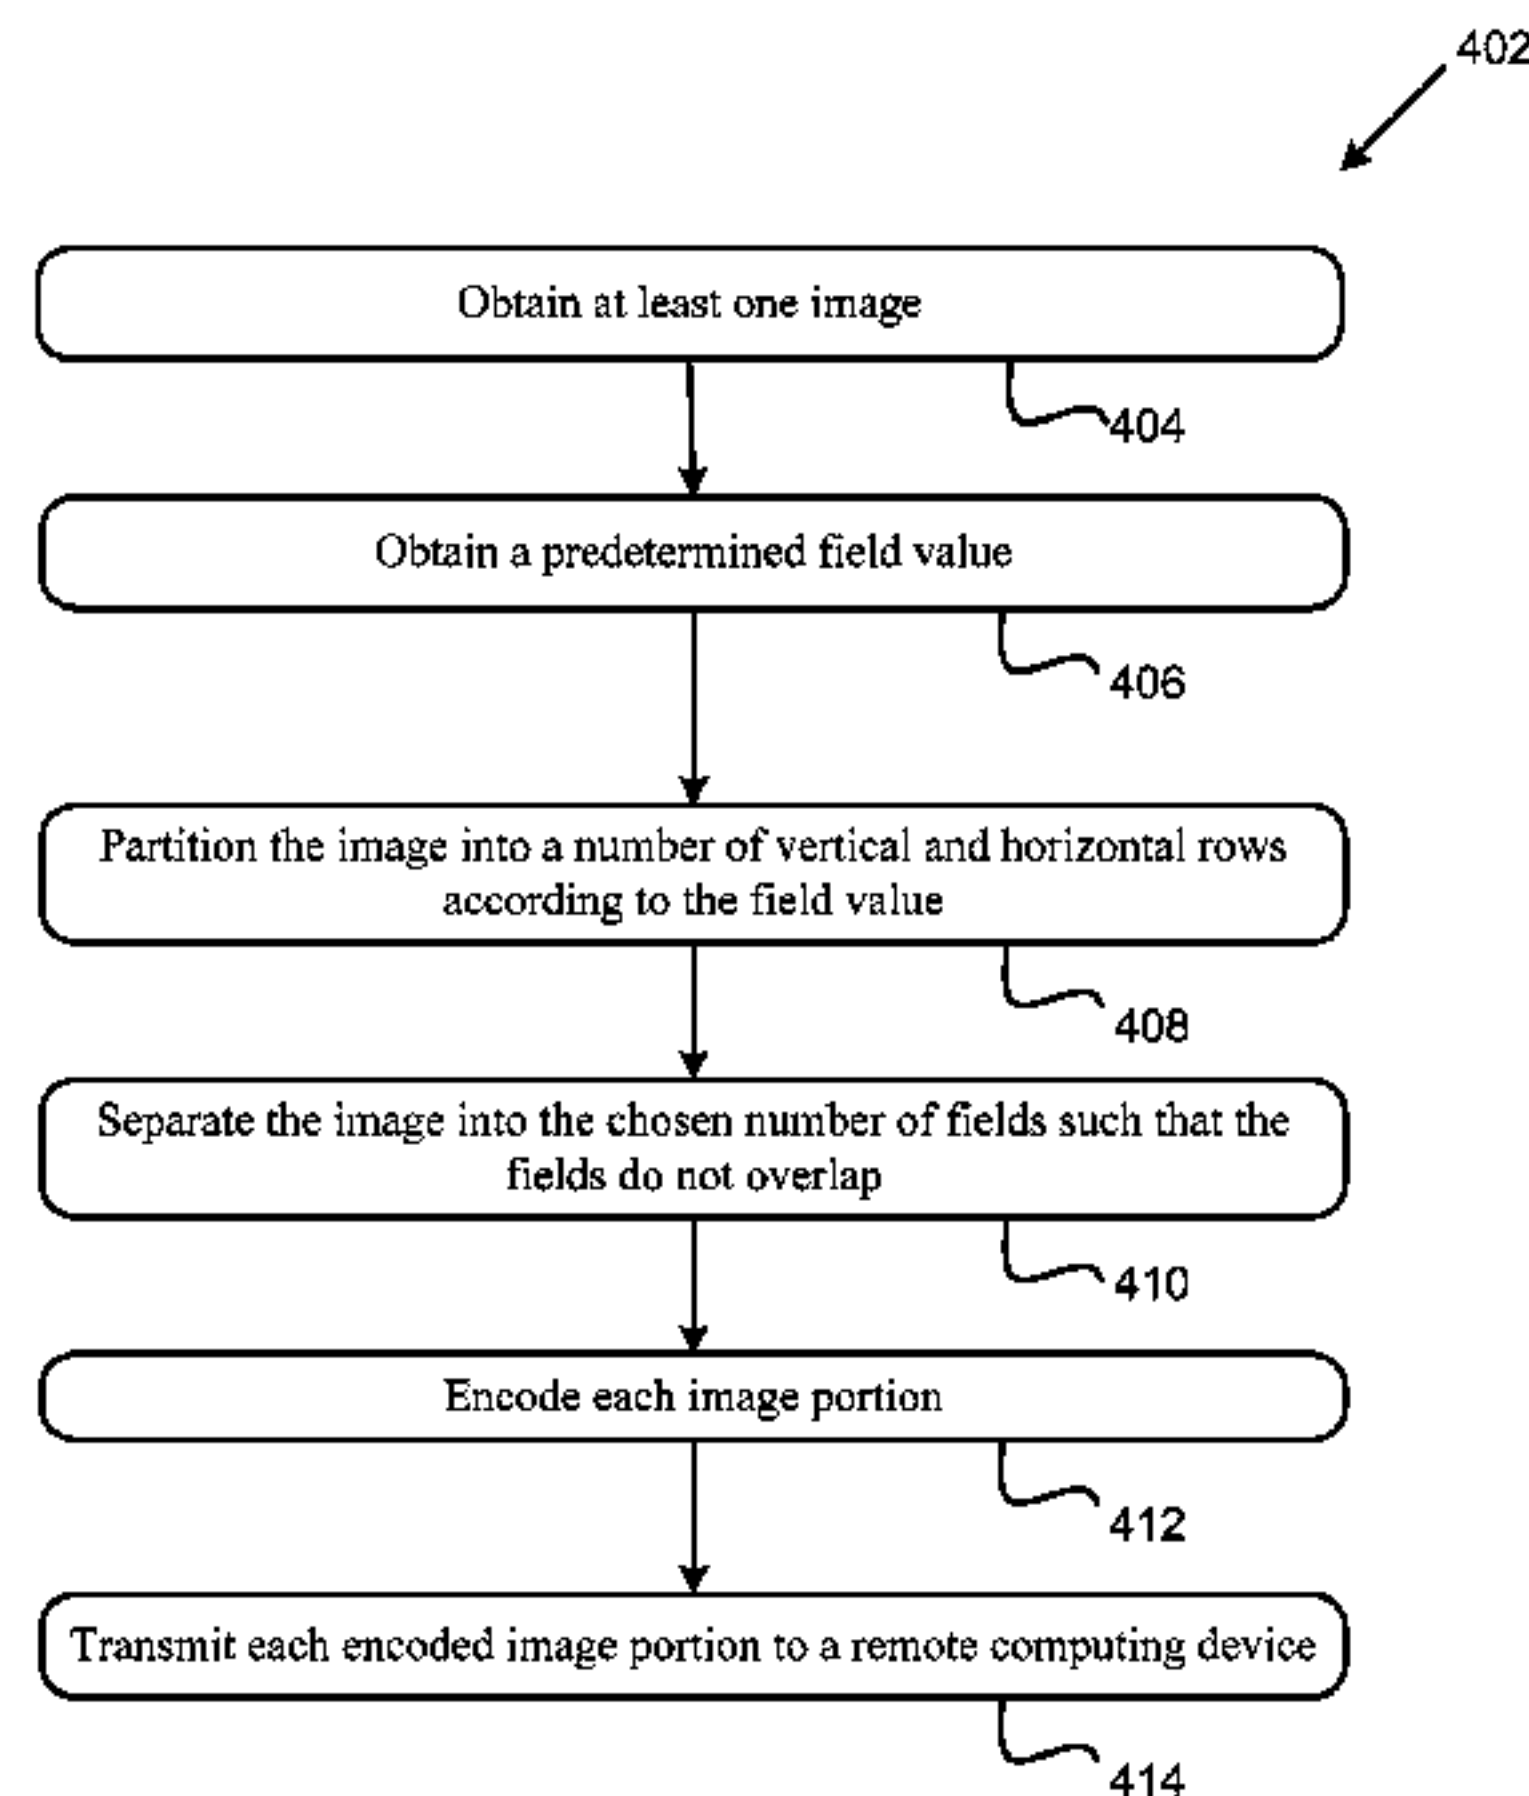 402
Obtain at least one image
404
Obtain a predetermined field value
406
Partition the image into a number of vertical and horizontal rows
according to the field value
408
Separate the image into the chosen number of fields such that the
fields do not overlap
410
Encode each image portion
412
Transmit each encoded image portion to a remote computing device
414